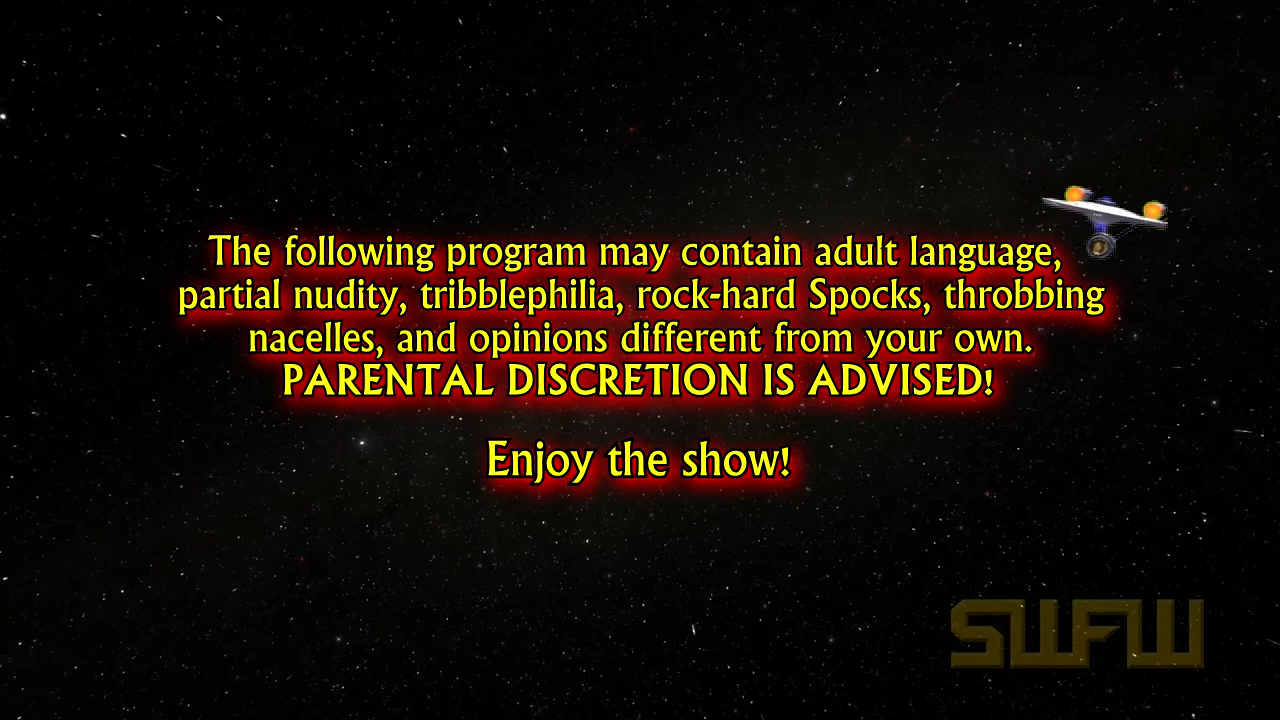 The following program may contain adult language,
partial nudity, tribblephilia, rock-hard Spocks, throbbing
nacelles, and opinions different from your own.
PARENTAL DISCRETION IS ADVISED!
Enjoy the show!
SWFW